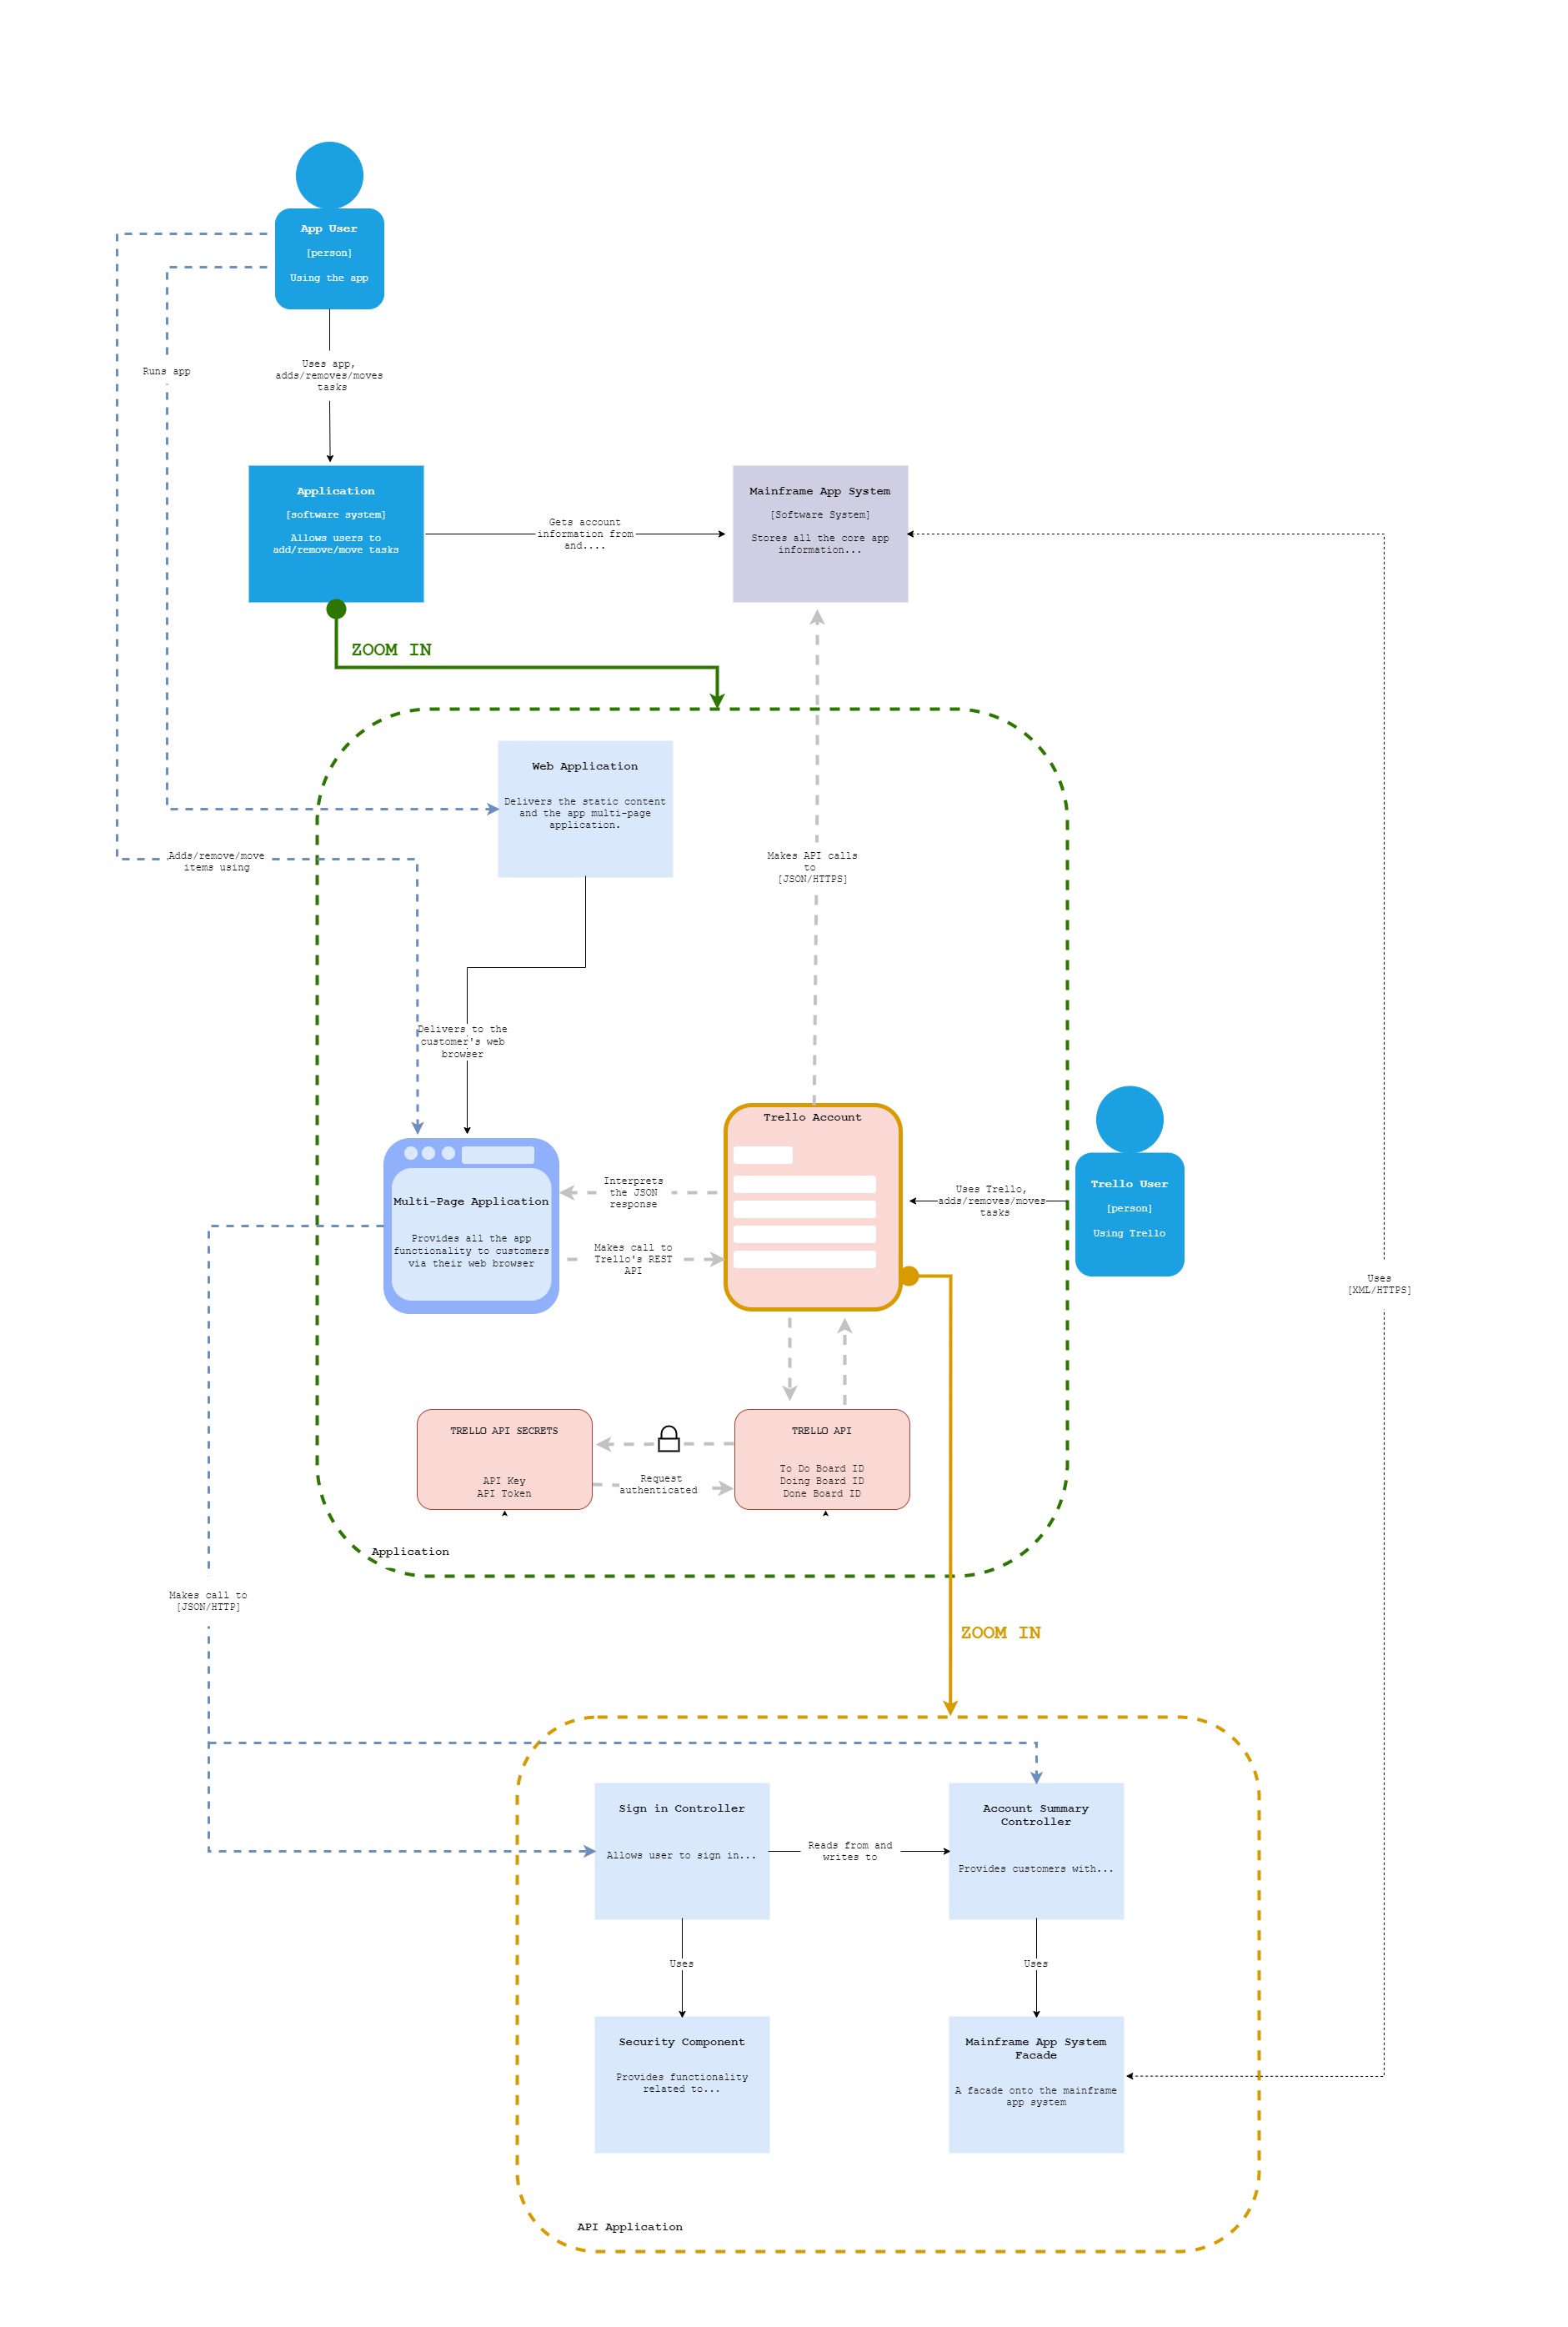 App User
[person]
Using the app
Runs app
Uses app,
adds/removes/moves
tasks
Application
[software system]
Allows users to
add/remove/move tasks
Gets account
information from
and....
Mainframe App System
[Software System]
Stores all the core app
information...
ZOOM IN
Web Application
Delivers the static content
and the app multi-page
application.
Adds/remove/move
items using
Makes API calls
to
[JSON/HTTPS]
Delivers to the
customer's web
browser
Trello Account
Multi-Page Application
Provides all the app
functionality to customers
via their web browser
Interprets
the JSON
response
Makes call to
Trello's REST
API
Uses Trello,
adds/removes/moves
tasks
Trello User
[person]
Using Trello
Uses
[XML/HTTPS]
TRELLO API SECRETS
API Key
API Token
Request
authenticated
TRELLO API
To Do Board ID
Doing Board ID
Done Board ID
Application
Makes call to
[JSON/HTTP]
ZOOM IN
Sign in Controller
Allows user to sign in...
Reads from and
writes to
Account Summary
Controller
Provides customers with...
Uses
Uses
Security Component
Provides functionality
related to...
Mainframe App System
Facade
A facade onto the mainframe
app system
API Application